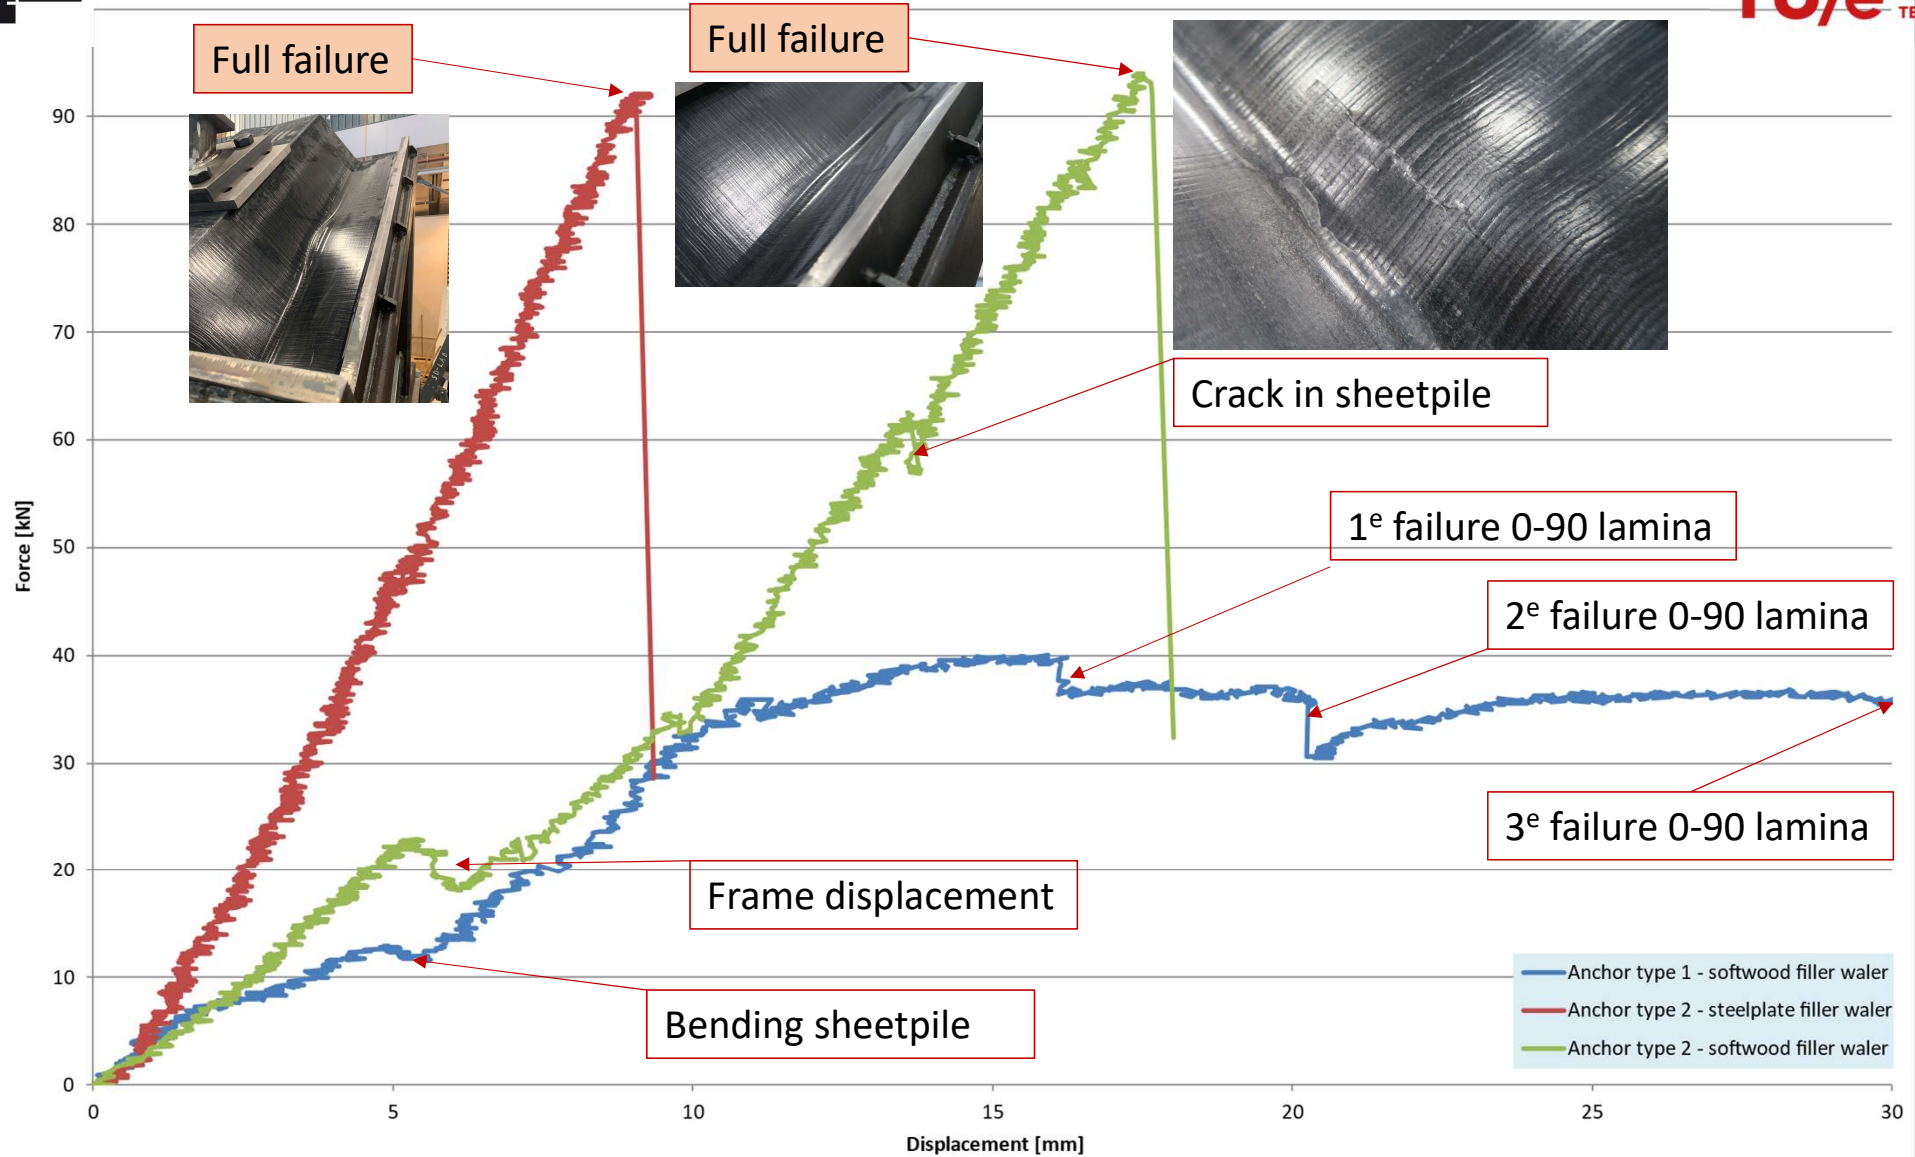 TU/e
TE
Full failure
Full failure
Crack in sheetpile
1e failure 0-90 lamina
2e failure 0-90 lamina
3e failure 0-90 lamina
Frame displacement
Bending sheetpile
Force [kN]
90
80
70
60
50
40
30
20
10
0
0 5 10 15 20 25 30
Displacement [mm]
Anchor type 1 - softwood filler waler
Anchor type 2 - steelplate filler waler
Anchor type 2 - softwood filler waler